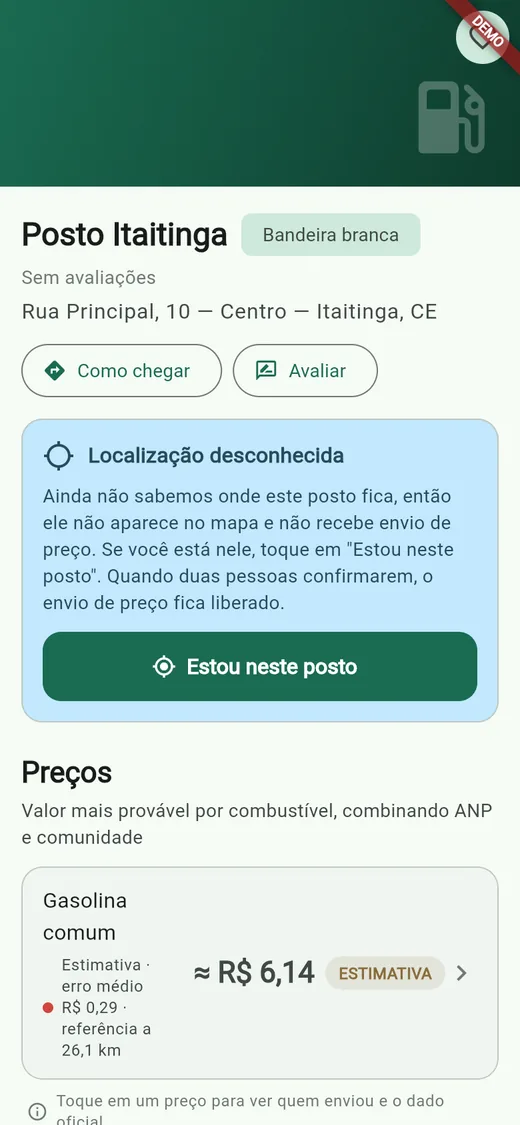 DEMO
Posto Itaitinga
Bandeira branca
Sem avaliações
Rua Principal, 10 — Centro — Itaitinga, CE
Como chegar
Avaliar
Localização desconhecida
Ainda não sabemos onde este posto fica, então
ele não aparece no mapa e não recebe envio de
preço. Se você está nele, toque em "Estou neste
posto". Quando duas pessoas confirmarem, o
envio de preço fica liberado.
Estou neste posto
Preços
Valor mais provável por combustível, combinando ANP
e comunidade
Gasolina
comum
Estimativa ·
erro médio
R$ 0,29 ·
referência a
26,1 km
≈ R$ 6,14
ESTIMATIVA
Toque em um preço para ver quem enviou e o dado
oficial